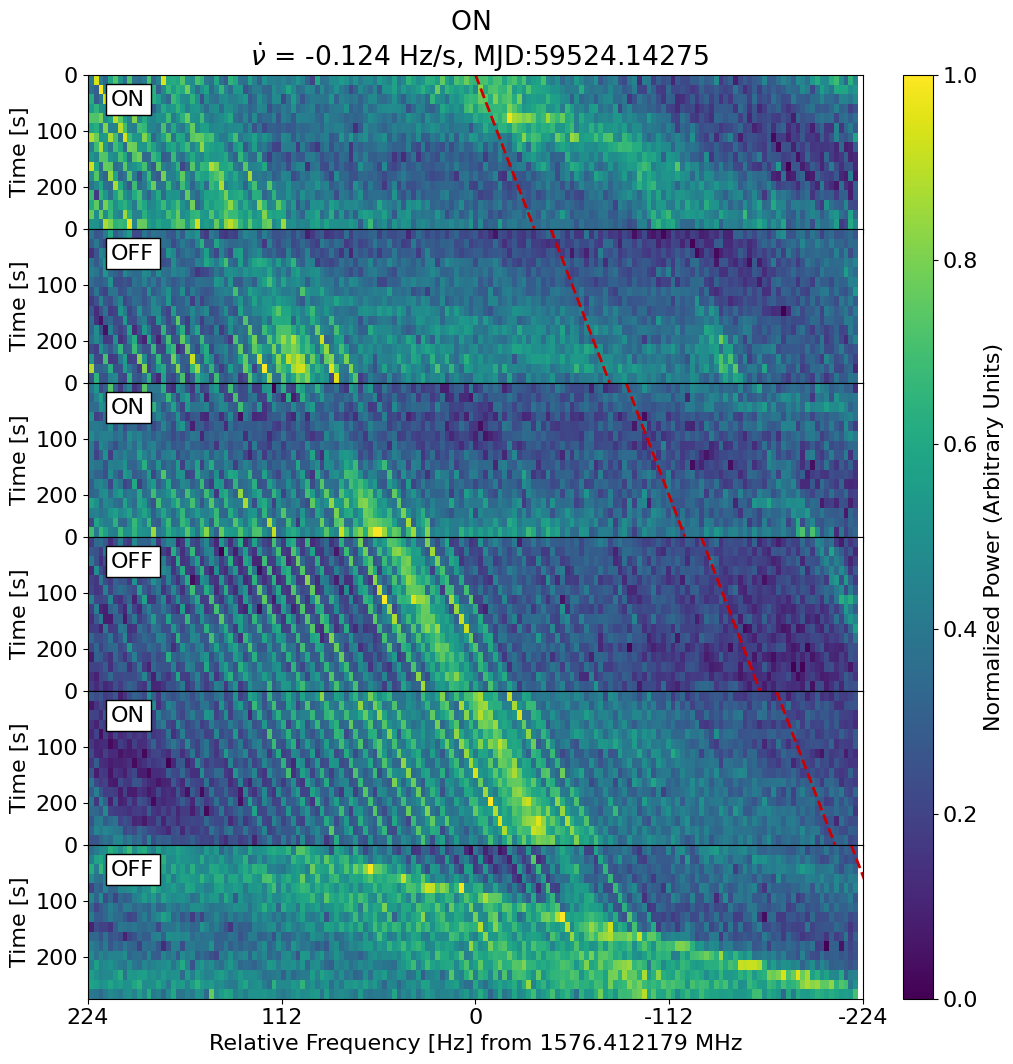 ON
ν̇ = -0.124 Hz/s, MJD:59524.14275
0
ON
100
200
Time [s]
0
OFF
100
200
Time [s]
0
ON
100
200
Time [s]
0
OFF
100
200
Time [s]
0
ON
100
200
Time [s]
0
OFF
100
200
Time [s]
224 112 0 -112 -224
Relative Frequency [Hz] from 1576.412179 MHz
1.0
0.8
0.6
0.4
0.2
0.0
Normalized Power (Arbitrary Units)